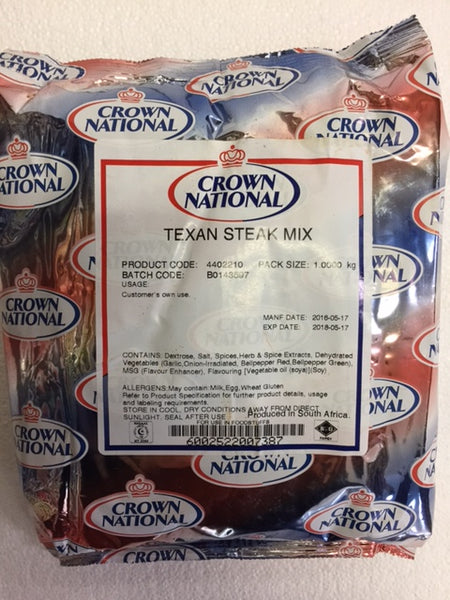 CROWN
NATIONAL
TEXAN STEAK MIX
PRODUCT CODE: 4402210 PACK SIZE: 1.0000 kg
BATCH CODE: B0143597
USAGE:
Customer's own use.
MANF DATE: 2016-05-17
EXP DATE: 2018-05-17
CONTAINS: Dextrose, Salt, Spices,Herb & Spice Extracts, Dehydrated
Vegetables (Garlic,Onion-Irradiated, Bellpepper Red,Bellpepper Green),
MSG (Flavour Enhancer), Flavouring [Vegetable oil (soya)](Soy)
ALLERGENS:May contain: Milk,Egg,Wheat Gluten
Refer to Product Specification for further product details, usage
and labeling requirements.
STORE IN COOL, DRY CONDITIONS AWAY FROM DIRECT
SUNLIGHT. SEAL AFTER USE Produced in South Africa.
FOR USE IN FOODSTUFFS
6002522007387
CROWN
NATIONAL
CROWN
NATIONAL
CROWN
NATIONAL
CROWN
NATIONAL
CROWN
NATIONAL
CROWN
NATIONAL
CROWN
NATIONAL
CROWN
NATIONAL
CROWN